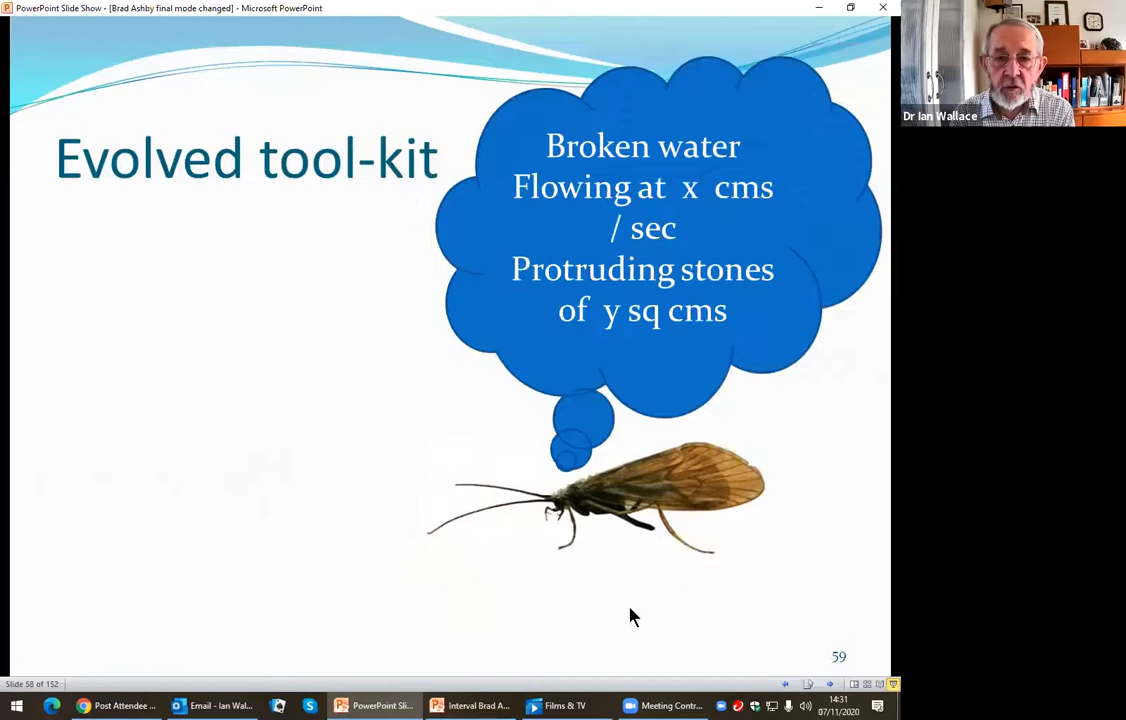 PowerPoint Slide Show - [Brad Ashby final mode changed] - Microsoft PowerPoint
Dr Ian Wallace
Evolved tool-kit
Broken water
Flowing at x cms
/ sec
Protruding stones
of y sq cms
59
Slide 58 of 152
Post Attendee ...
Email - Ian Wal...
PowerPoint Sli...
Interval Brad A...
Films & TV
Meeting Contr...
14:31
07/11/2020